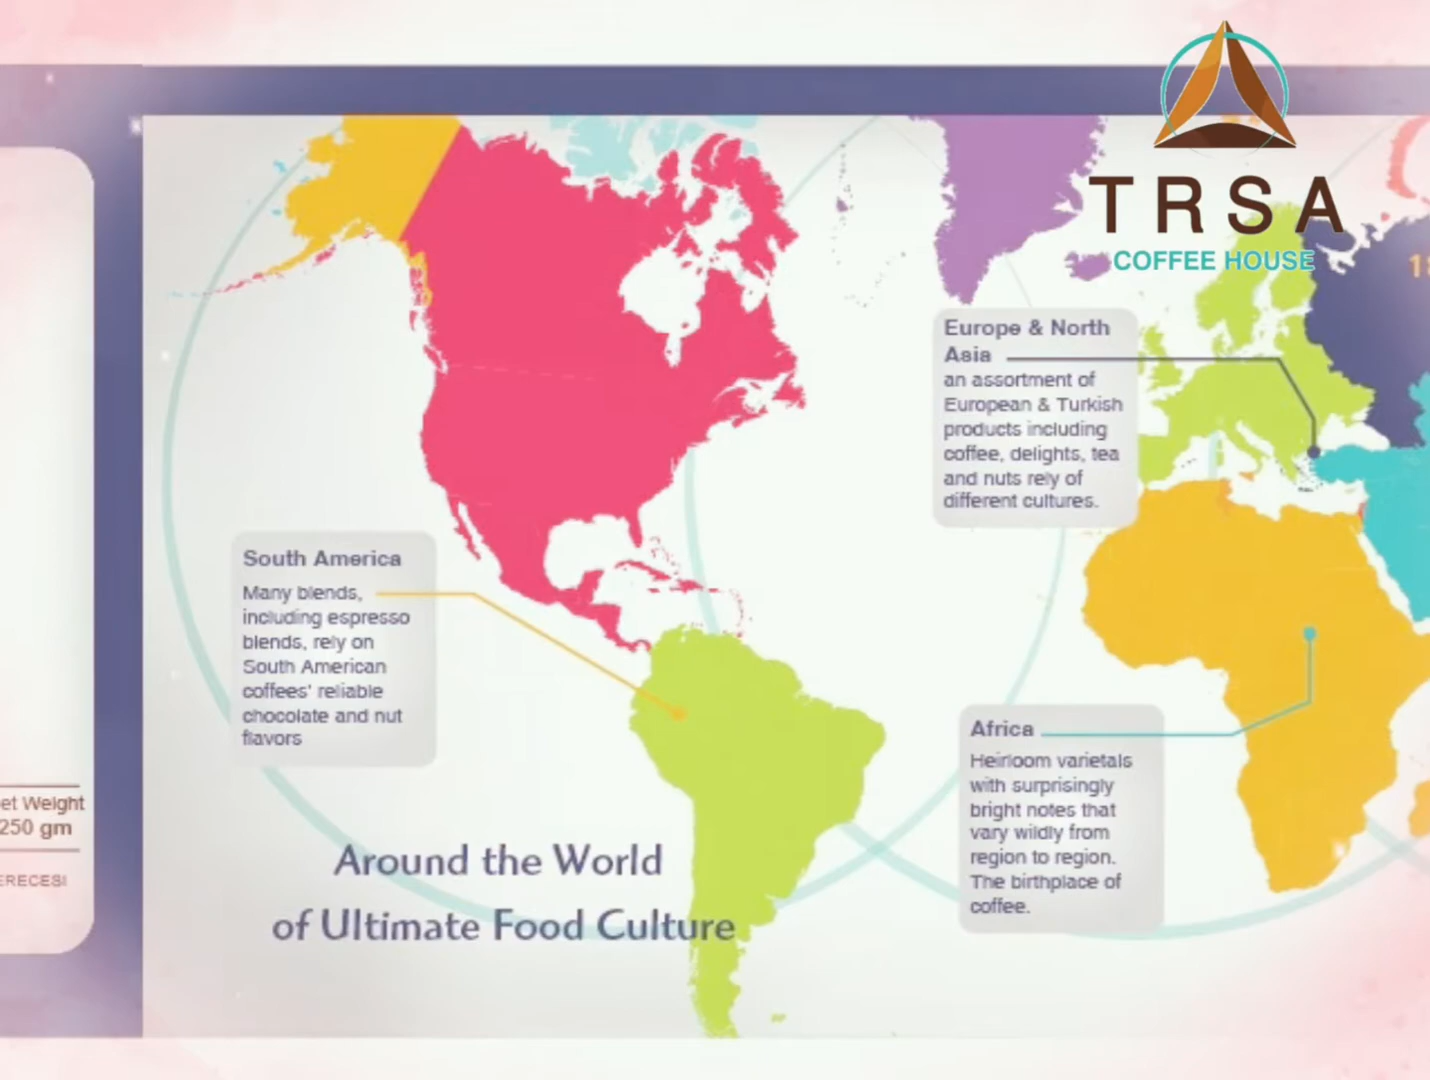 TRSA
COFFEE HOUSE
Europe & North
Asia
an assortment of
European & Turkish
products including
coffee, delights, tea
and nuts rely of
different cultures.
South America
Many blends,
including espresso
blends, rely on
South American
coffees' reliable
chocolate and nut
flavors
Africa
Heirloom varietals
with surprisingly
bright notes that
vary wildly from
region to region.
The birthplace of
coffee.
et Weight
250 gm
ERECESI
Around the World
of Ultimate Food Culture